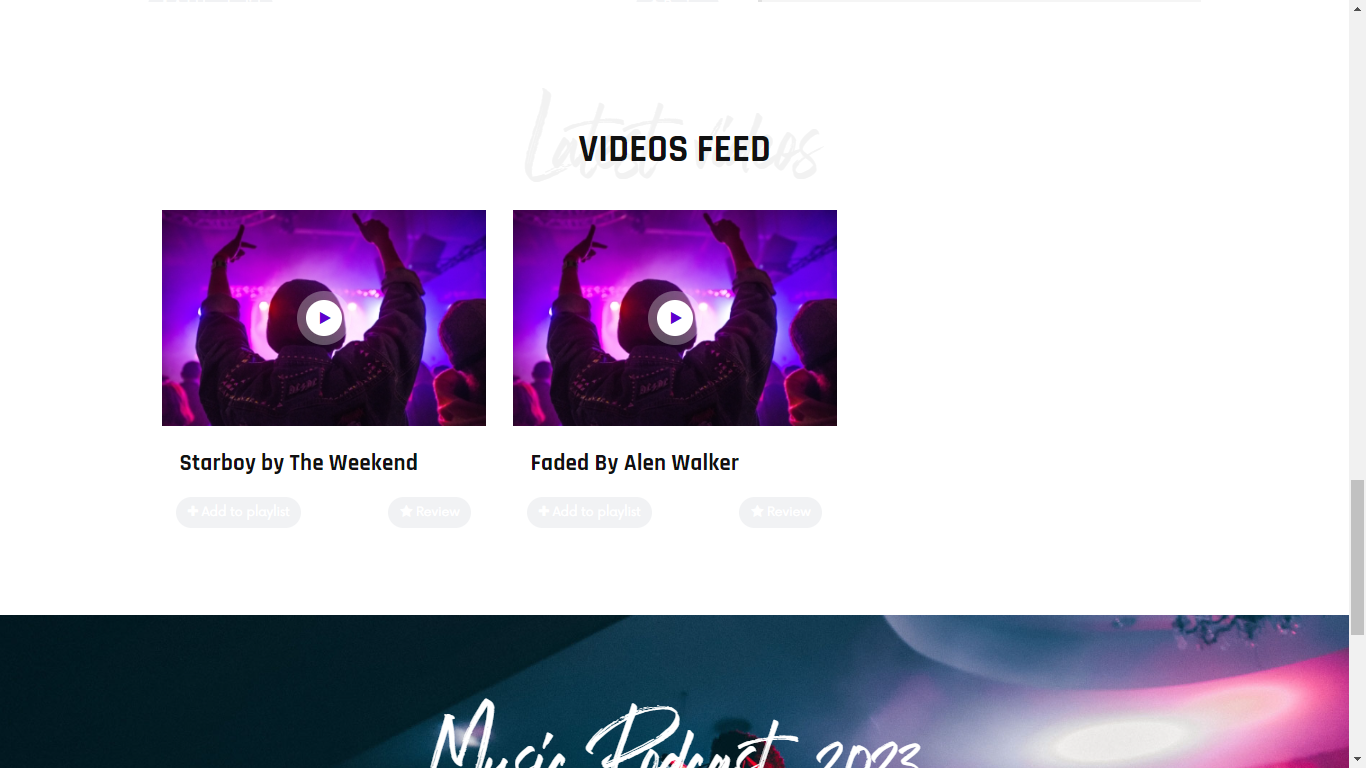 Latest videos
VIDEOS FEED
Starboy by The Weekend
Faded By Alen Walker
Add to playlist
Review
Add to playlist
Review
Music Podcast 2023